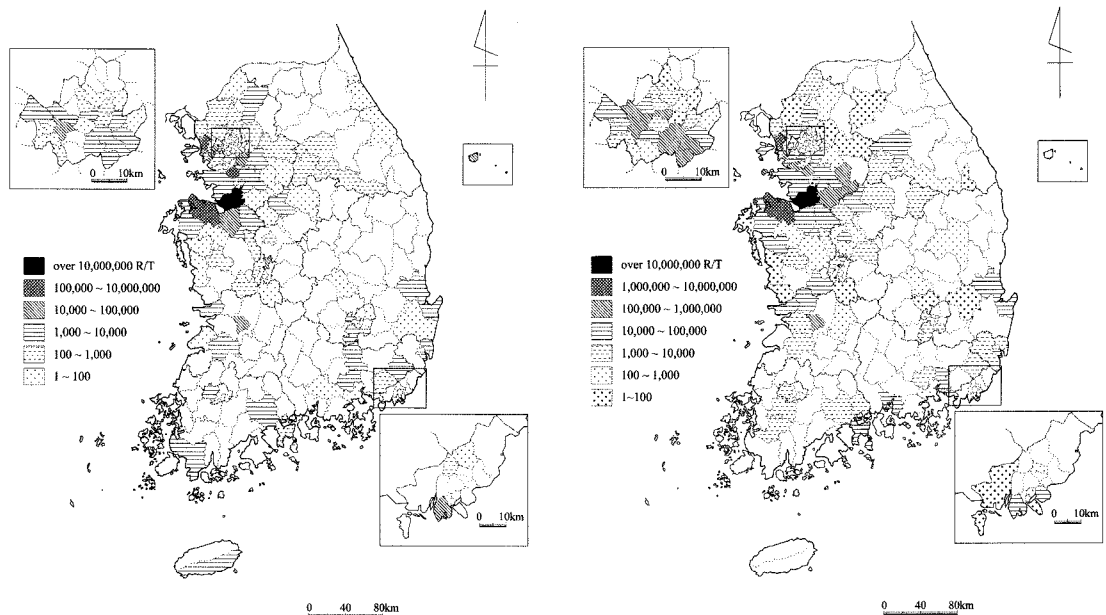 0 10km
over 10,000,000 R/T
100,000 ~ 10,000,000
10,000 ~ 100,000
1,000 ~ 10,000
100 ~ 1,000
1 ~ 100
0 10km
0 40 80km
0 10km
over 10,000,000 R/T
1,000,000 ~ 10,000,000
100,000 ~ 1,000,000
10,000 ~ 100,000
1,000 ~ 10,000
100 ~ 1,000
1~100
0 10km
0 40 80km